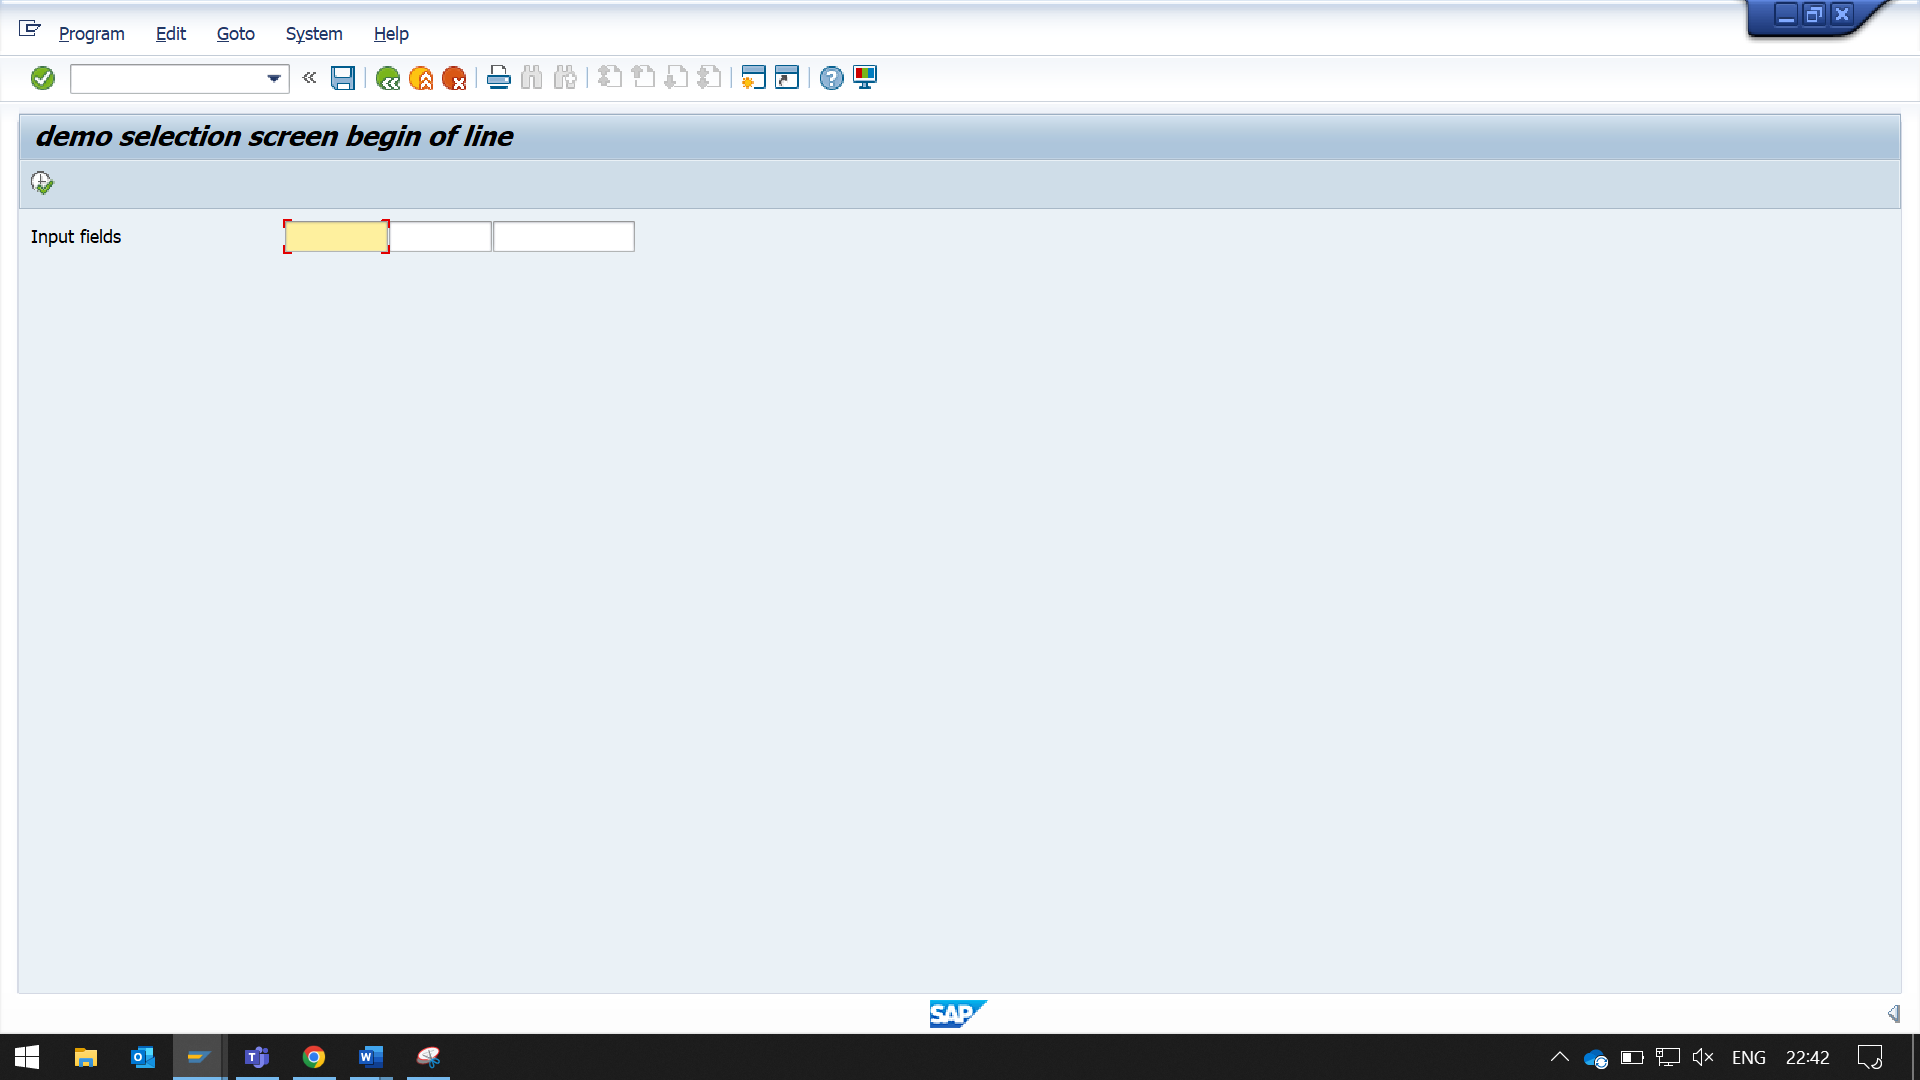 Program Edit Goto System Help
demo selection screen begin of line
Input fields
SAP
ENG 22:42